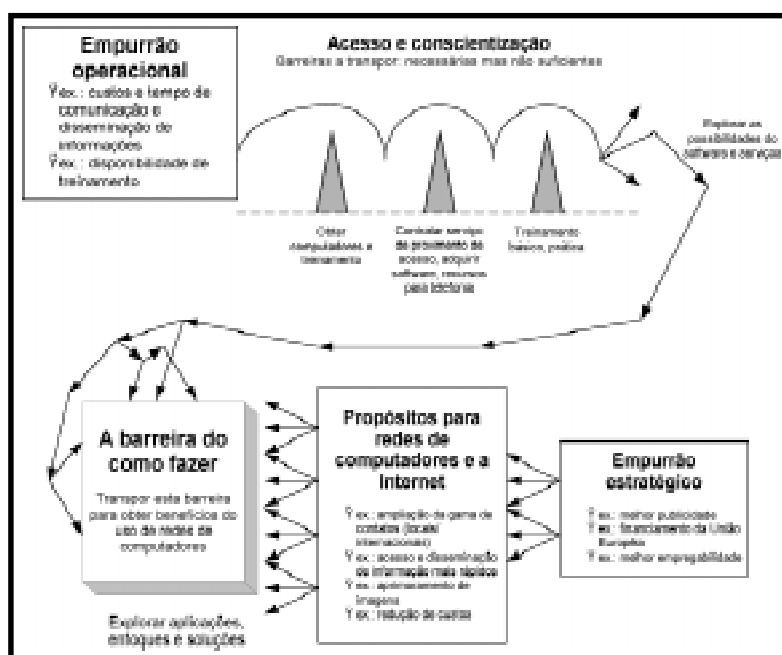 Empurrão
operacional
Ÿ ex.: custos e tempo de
comunicação e
disseminação de
informações
Ÿ ex.: disponibilidade de
treinamento
Acesso e conscientização
Barreiras a transpor: necessárias mas não suficientes
Explorar as
possibilidades do
software e serviços
Obter
computadores e
treinamento
Contratar serviço
de provimento de
acesso, adquirir
software, recursos
para telefonia
Treinamento
básico, prática
A barreira do
como fazer
Transpor esta barreira
para obter benefícios do
uso de redes de
computadores
Explorar aplicações,
enfoques e soluções
Propósitos para
redes de
computadores e a
Internet
Ÿ ex.: ampliação da gama de
contatos (locais/
internacionais)
Ÿ ex.: acesso e disseminação
de informação mais rápidos
Ÿ ex.: aprimoramento de
imagens
Ÿ ex.: redução de custos
Empurrão
estratégico
Ÿ ex.: melhor publicidade
Ÿ ex.: financiamento da União
Européia
Ÿ ex.: melhor empregabilidade